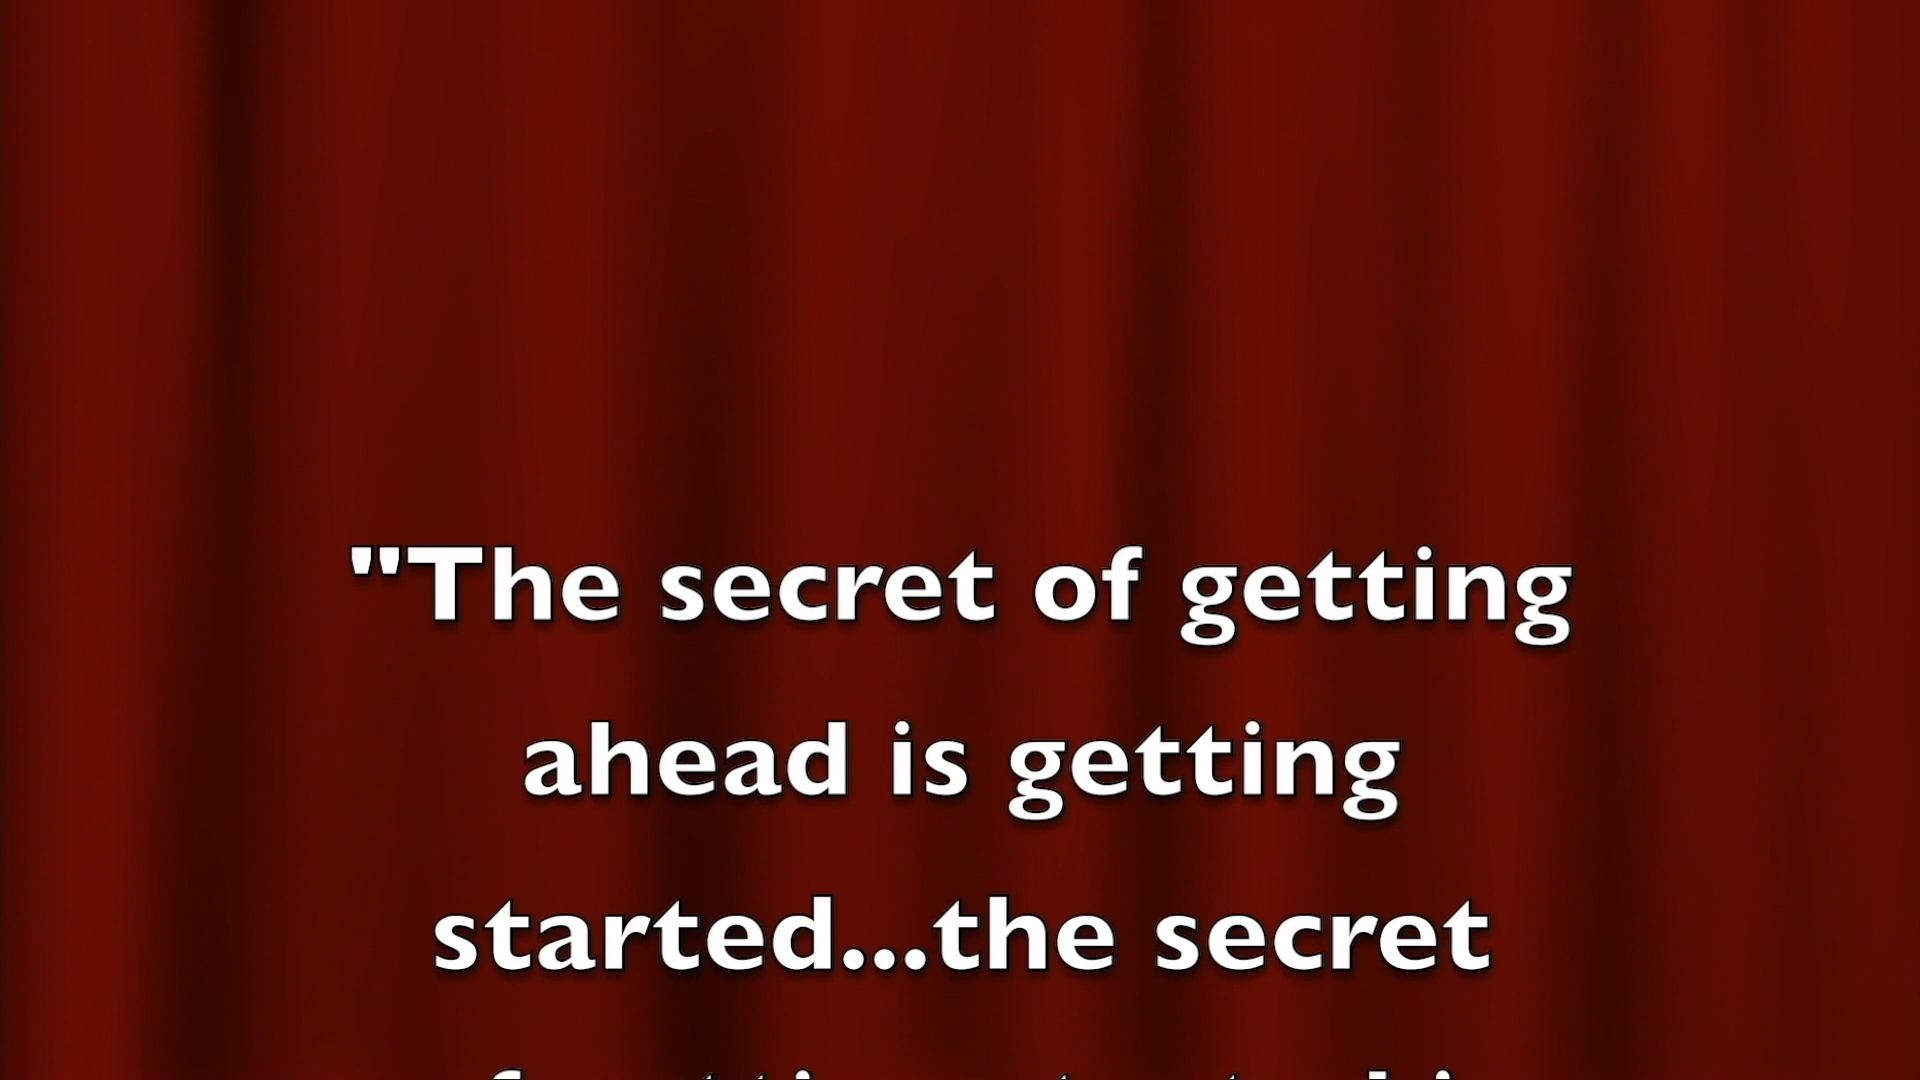 "The secret of getting
ahead is getting
started...the secret